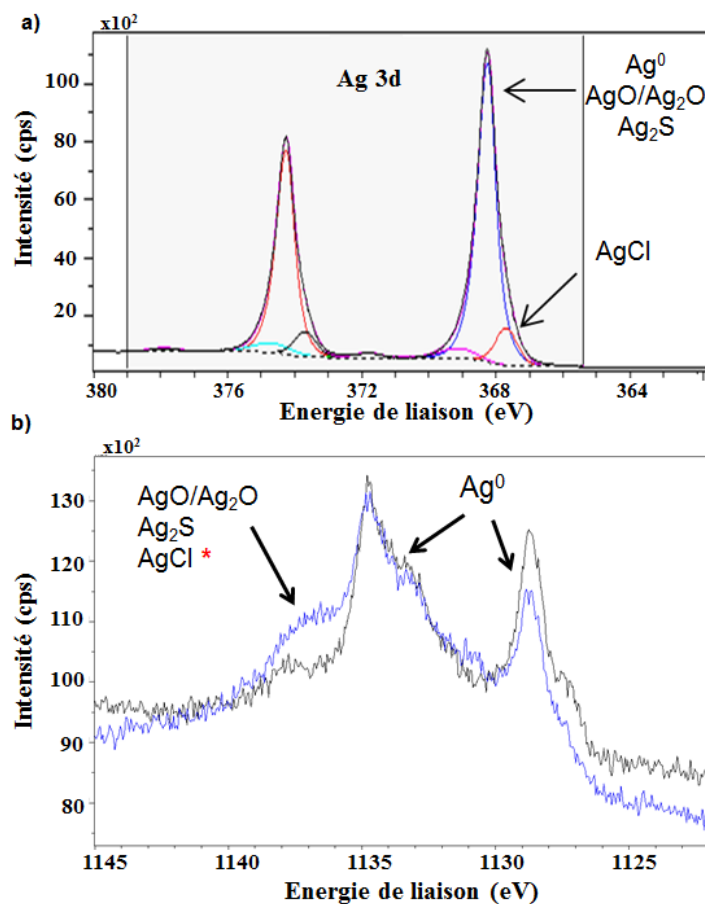 a)
x10²
Intensité (cps)
100
80
60
40
20
Ag 3d
Ag⁰
AgO/Ag₂O
Ag₂S
AgCl
380 376 372 368 364
Energie de liaison (eV)
b)
x10²
Intensité (cps)
130
120
110
100
90
80
AgO/Ag₂O
Ag₂S
AgCl *
Ag⁰
1145 1140 1135 1130 1125
Energie de liaison (eV)